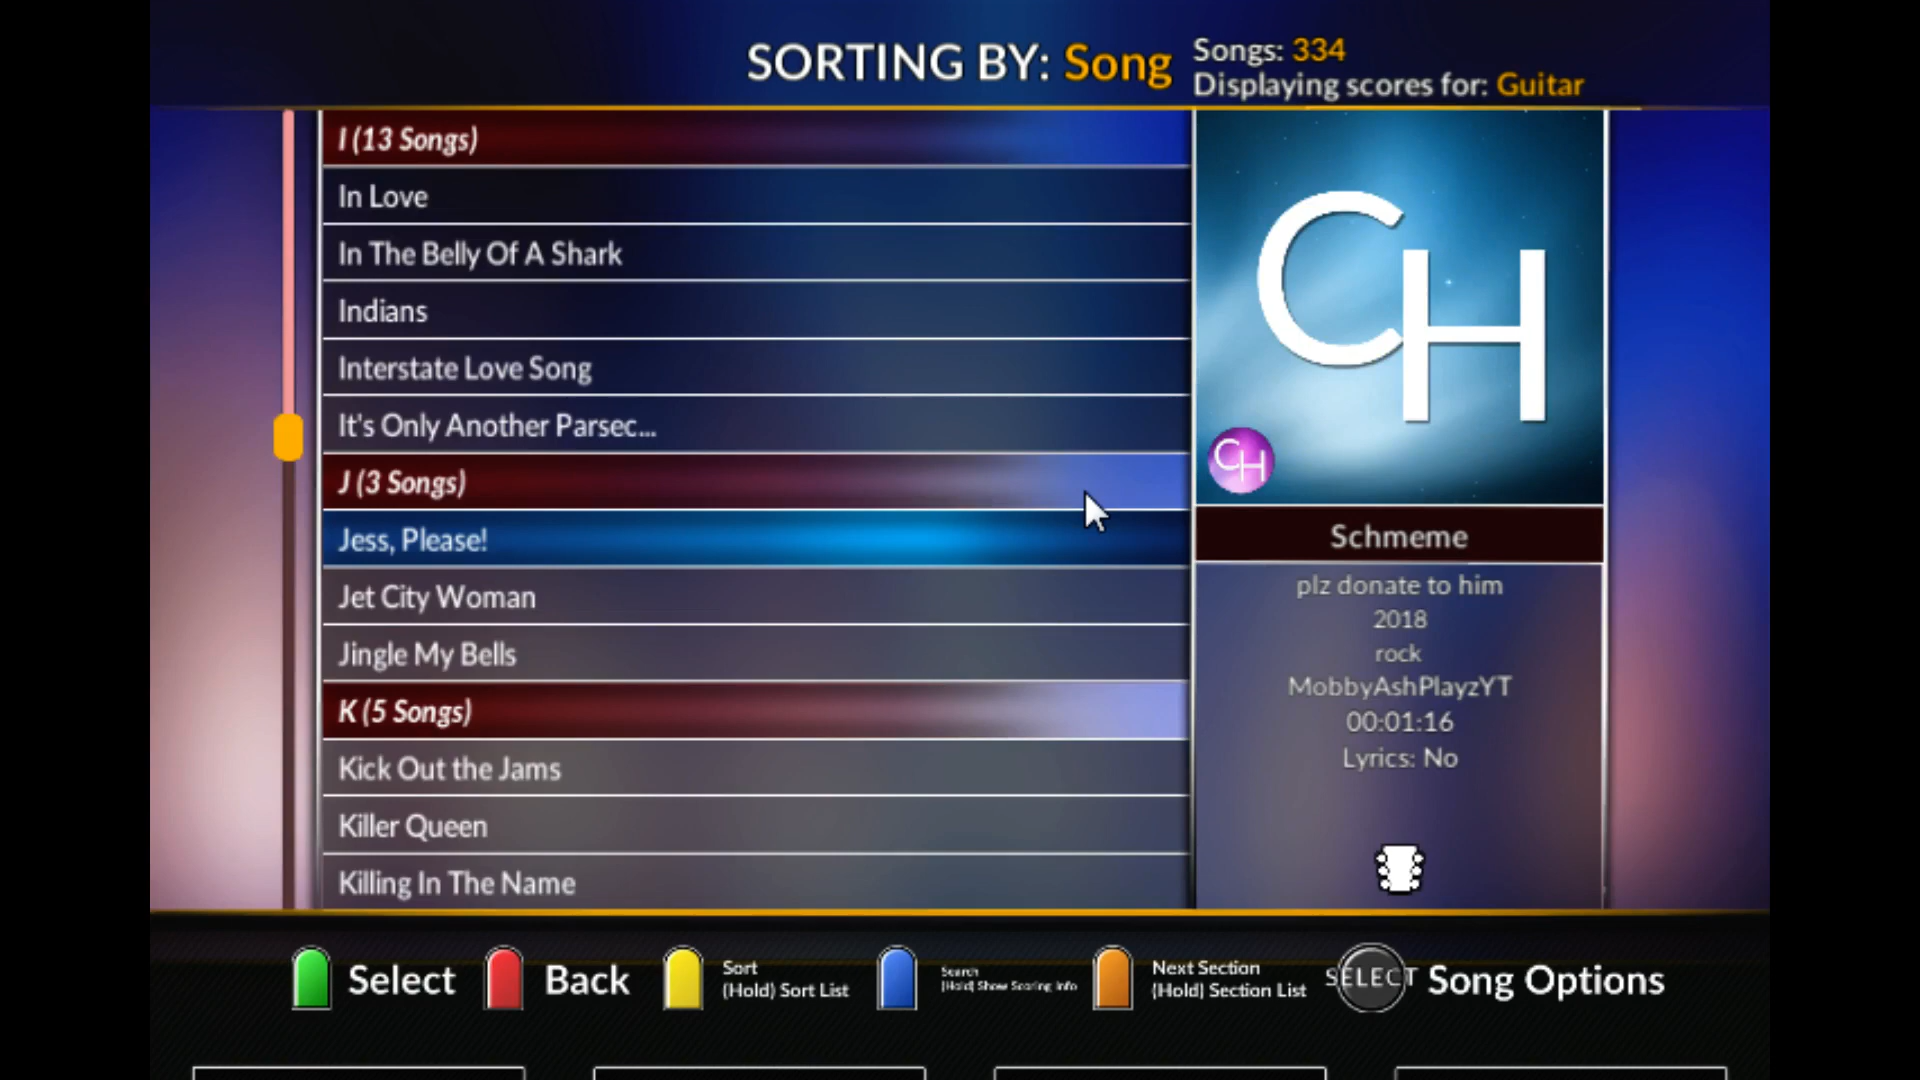 SORTING BY: Song
Songs: 334
Displaying scores for: Guitar
I (13 Songs)
In Love
In The Belly Of A Shark
Indians
Interstate Love Song
It's Only Another Parsec...
J (3 Songs)
Jess, Please!
Jet City Woman
Jingle My Bells
K (5 Songs)
Kick Out the Jams
Killer Queen
Killing In The Name
CH
CH
Schmeme
plz donate to him
2018
rock
MobbyAshPlayzYT
00:01:16
Lyrics: No
Select
Back
Sort
(Hold) Sort List
Search
(Hold) Show Scoring Info
Next Section
(Hold) Section List
SELECT
Song Options